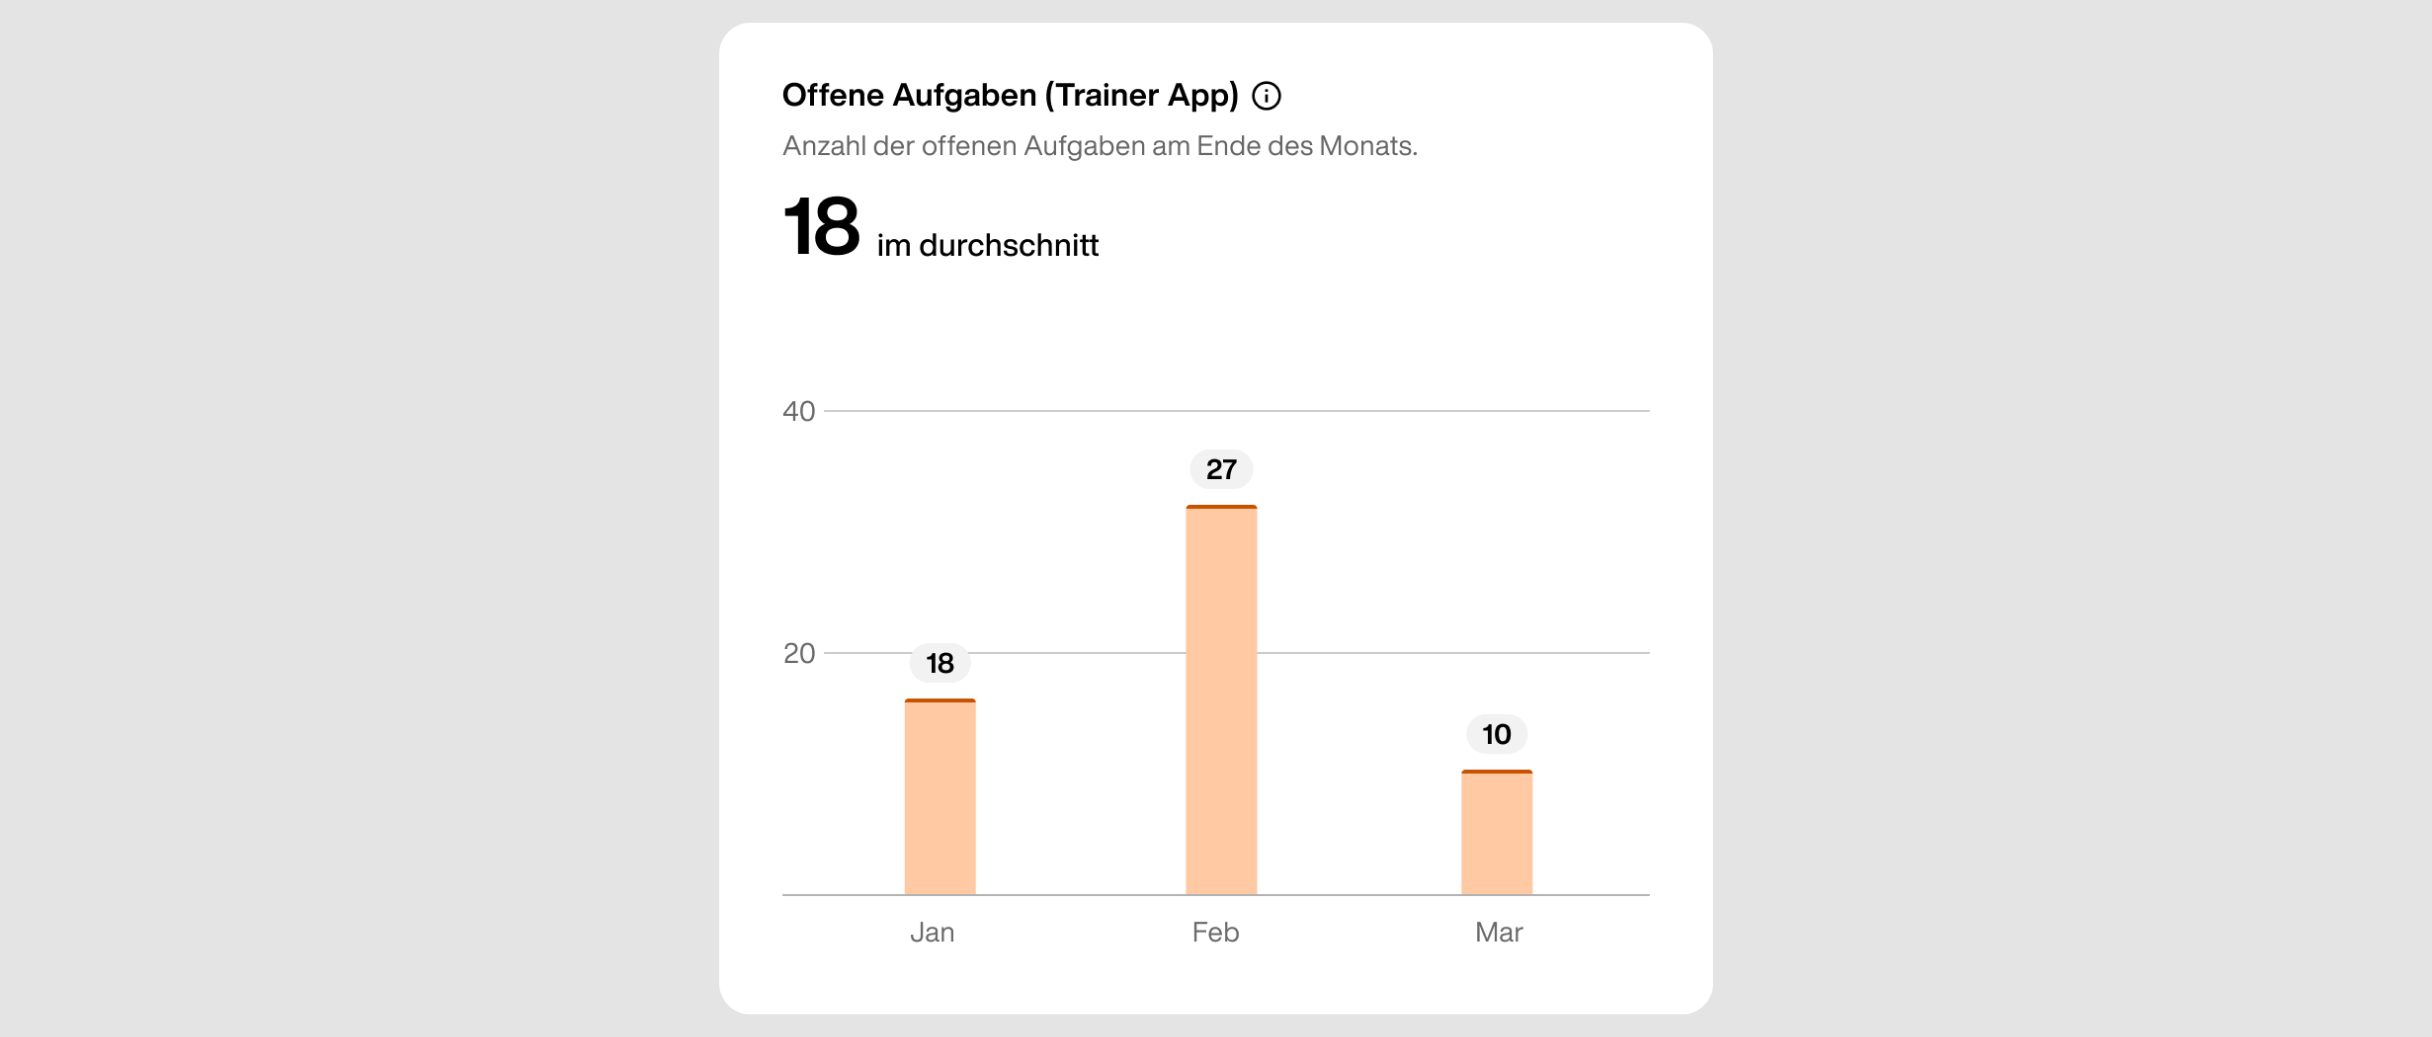 Offene Aufgaben (Trainer App)
Anzahl der offenen Aufgaben am Ende des Monats.
18 im durchschnitt
40
27
20
18
10
Jan Feb Mar